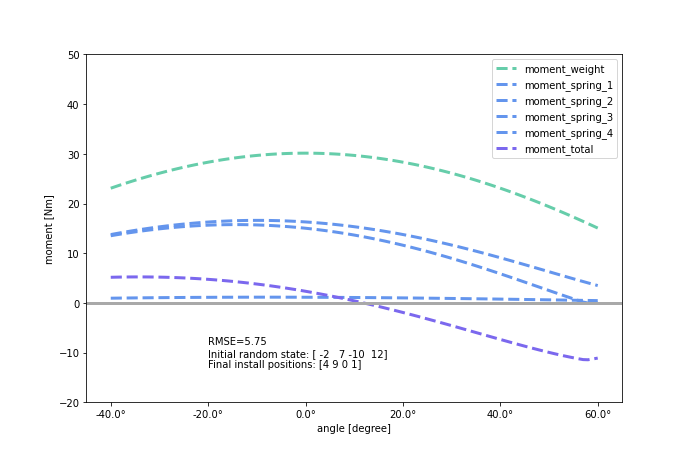 50
40
30
20
10
0
−10
−20
moment [Nm]
moment_weight
moment_spring_1
moment_spring_2
moment_spring_3
moment_spring_4
moment_total
RMSE=5.75
Initial random state: [ -2   7 -10  12]
Final install positions: [4 9 0 1]
-40.0° -20.0° 0.0° 20.0° 40.0° 60.0°
angle [degree]